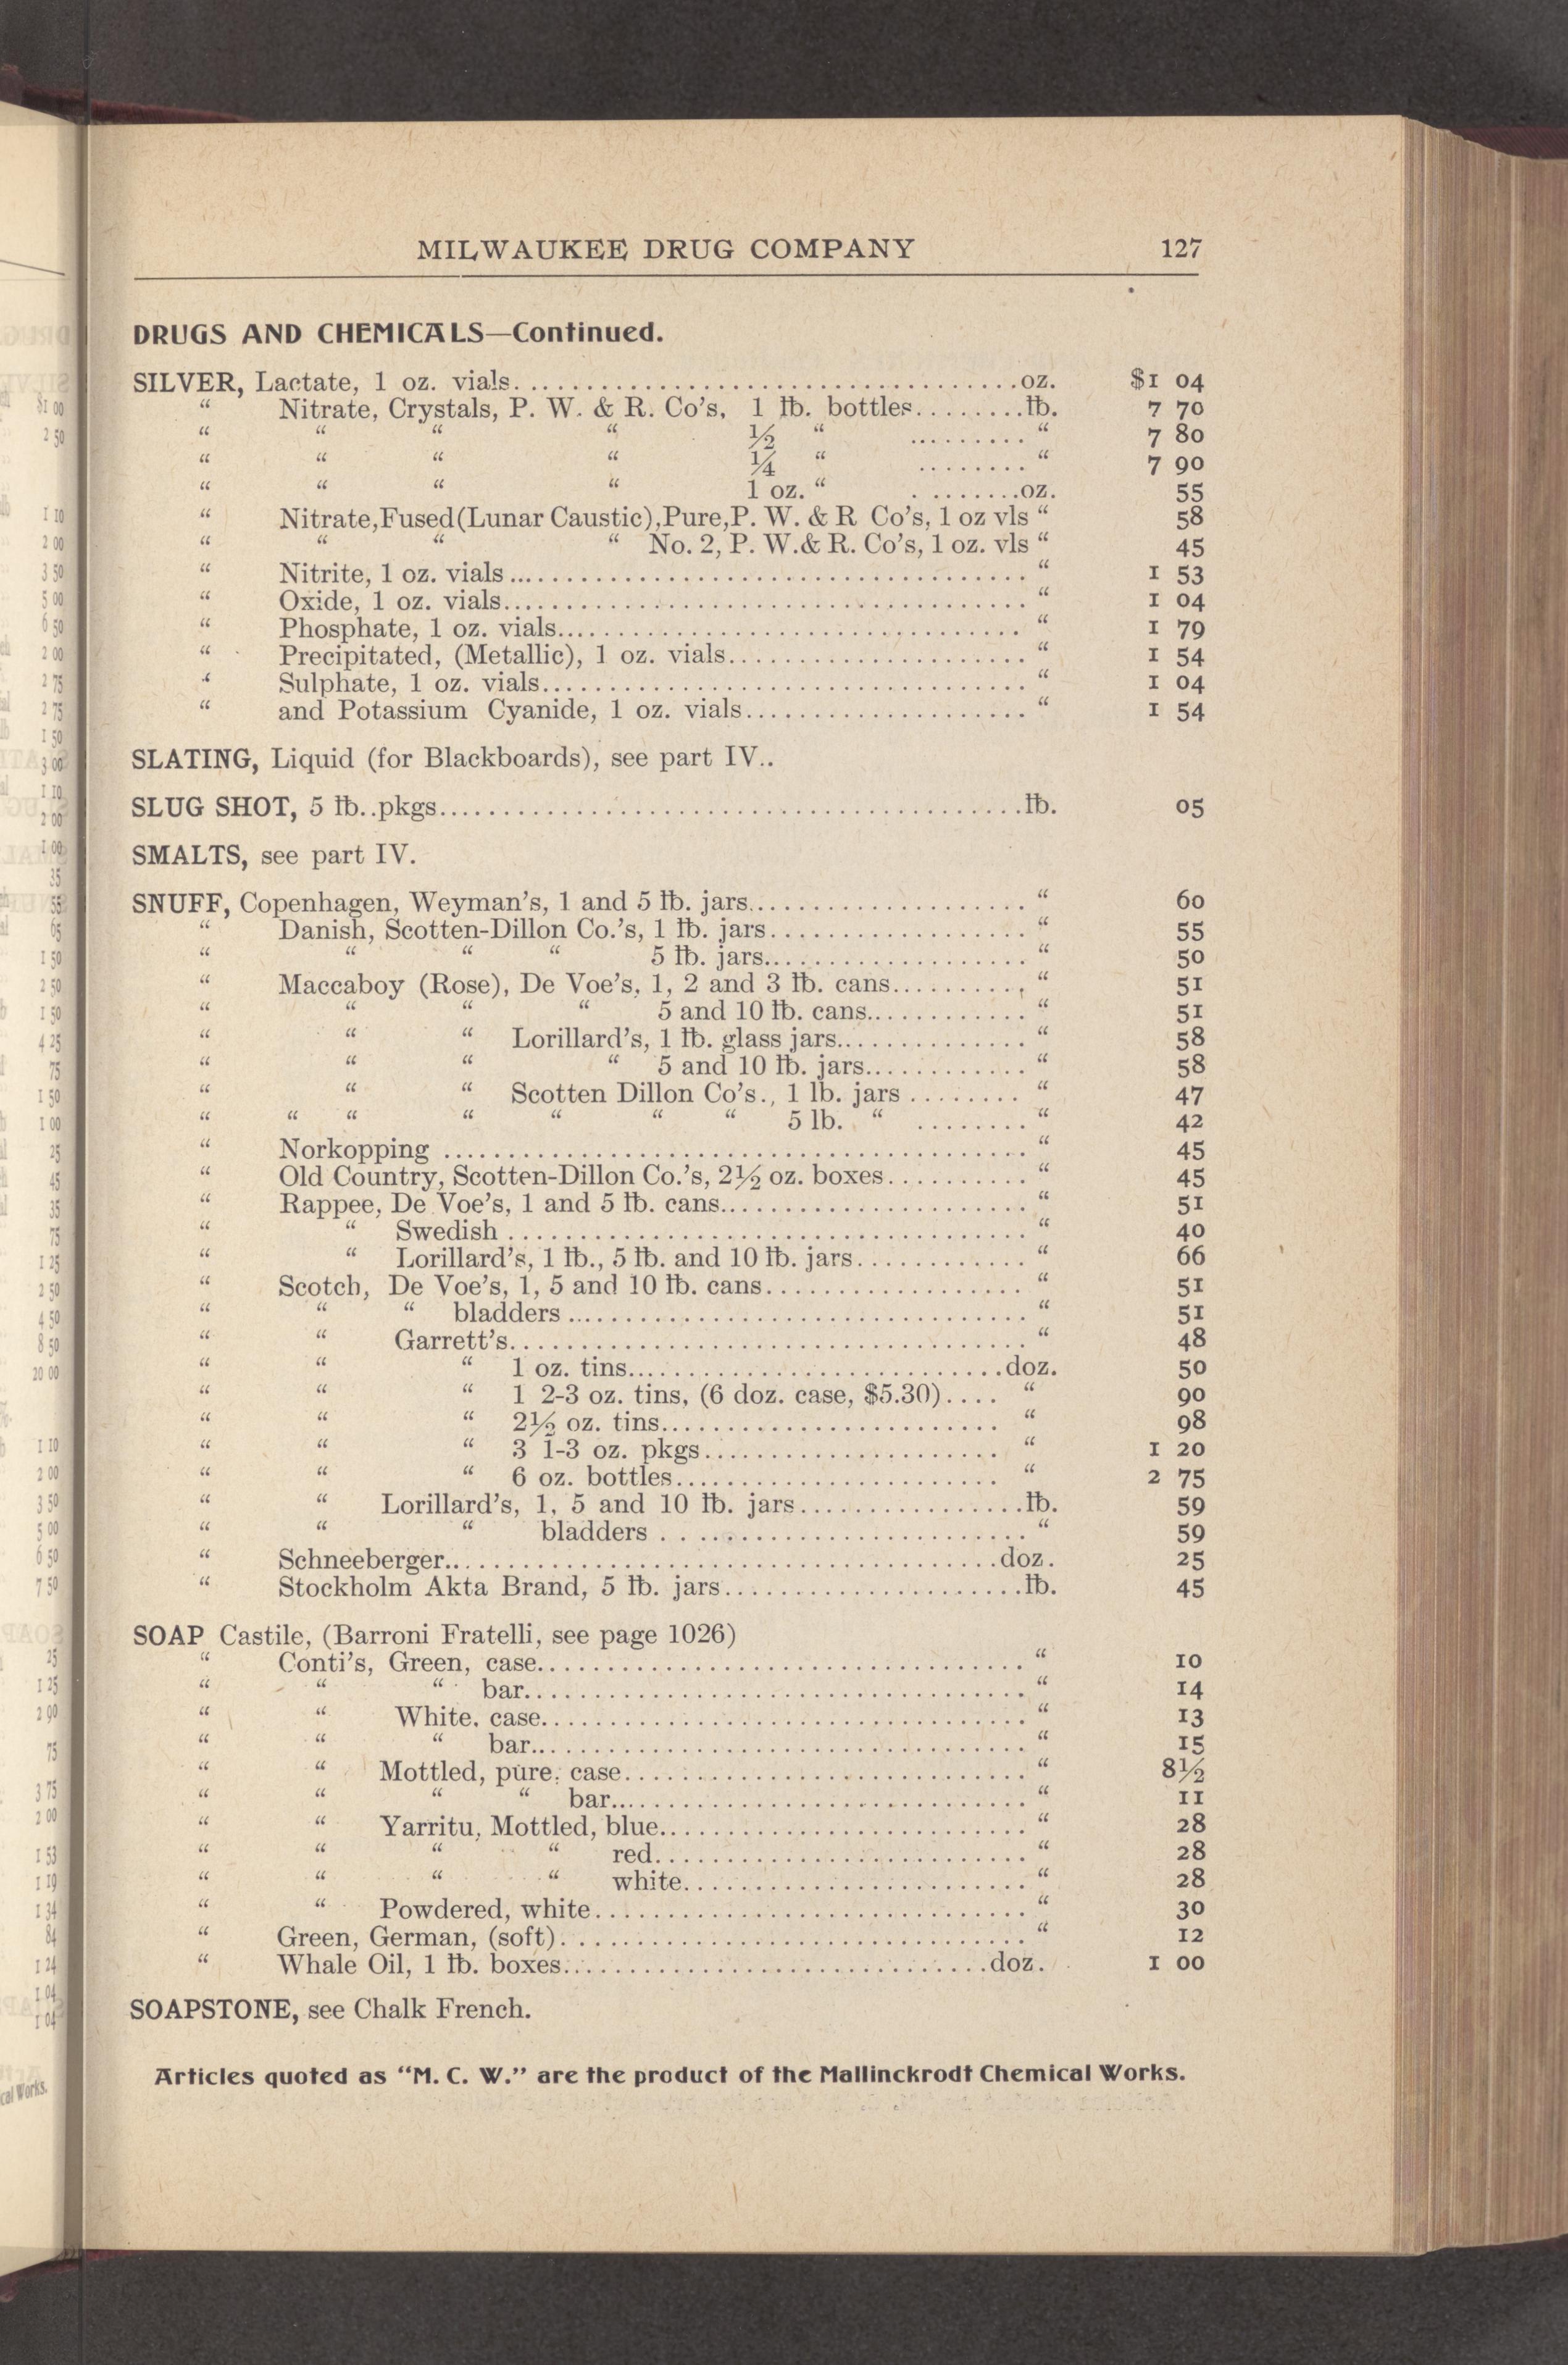 MILWAUKEE DRUG COMPANY 127
DRUGS AND CHEMICALS—Continued.
SILVER, Lactate, 1 oz. vials. .................................oz. $1 04
“ Nitrate, Crystals, P. W. & R. Co's, 1 lb. bottles........lb. 7 70
“ “ “ “ ½ “ ......... “ 7 80
“ “ “ “ ¼ “ ........ “ 7 90
“ “ “ “ 1 oz. “ . .......oz. 55
“ Nitrate,Fused(Lunar Caustic),Pure,P. W. & R Co's, 1 oz vls “ 58
“ “ “ “ No. 2, P. W.& R. Co's, 1 oz. vls “ 45
“ Nitrite, 1 oz. vials.................................. “ 1 53
“ Oxide, 1 oz. vials.................................. “ 1 04
“ Phosphate, 1 oz. vials.............................. “ 1 79
“ Precipitated, (Metallic), 1 oz. vials.................... “ 1 54
“ Sulphate, 1 oz. vials................................ “ 1 04
“ and Potassium Cyanide, 1 oz. vials................... “ 1 54
SLATING, Liquid (for Blackboards), see part IV..
SLUG SHOT, 5 lb..pkgs......................................lb. 05
SMALTS, see part IV.
SNUFF, Copenhagen, Weyman's, 1 and 5 lb. jars.................... “ 60
“ Danish, Scotten-Dillon Co.'s, 1 lb. jars................. “ 55
“ “ “ “ 5 lb. jars................... “ 50
“ Maccaboy (Rose), De Voe's, 1, 2 and 3 lb. cans.......... “ 51
“ “ “ “ 5 and 10 lb. cans............ “ 51
“ “ “ Lorillard's, 1 lb. glass jars.............. “ 58
“ “ “ “ 5 and 10 lb. jars............ “ 58
“ “ “ Scotten Dillon Co's., 1 lb. jars ........ “ 47
“ “ “ “ “ “ “ 5 lb. “ ........ “ 42
“ Norkopping ....................................... “ 45
“ Old Country, Scotten-Dillon Co.'s, 2½ oz. boxes.......... “ 45
“ Rappee, De Voe's, 1 and 5 lb. cans..................... “ 51
“ “ Swedish ................................... “ 40
“ “ Lorillard's, 1 lb., 5 lb. and 10 lb. jars............ “ 66
“ Scotch, De Voe's, 1, 5 and 10 lb. cans................. “ 51
“ “ “ bladders ............................... “ 51
“ “ Garrett's................................... “ 48
“ “ “ 1 oz. tins.........................doz. 50
“ “ “ 1 2-3 oz. tins, (6 doz. case, $5.30).... “ 90
“ “ “ 2½ oz. tins....................... “ 98
“ “ “ 3 1-3 oz. pkgs.................... “ 1 20
“ “ “ 6 oz. bottles...................... “ 2 75
“ “ Lorillard's, 1, 5 and 10 lb. jars................lb. 59
“ “ “ bladders . . ...................... “ 59
“ Schneeberger....................................doz. 25
“ Stockholm Akta Brand, 5 lb. jars......................lb. 45
SOAP Castile, (Barroni Fratelli, see page 1026)
“ Conti's, Green, case................................. “ 10
“ “ “ bar.................................. “ 14
“ “ White, case................................. “ 13
“ “ “ bar................................. “ 15
“ “ Mottled, pure, case............................ “ 8½
“ “ “ “ bar............................ “ 11
“ “ Yarritu, Mottled, blue......................... “ 28
“ “ “ “ red......................... “ 28
“ “ “ “ white....................... “ 28
“ “ Powdered, white............................. “ 30
“ Green, German, (soft). .............................. “ 12
“ Whale Oil, 1 lb. boxes............................doz. 1 00
SOAPSTONE, see Chalk French.
Articles quoted as “M. C. W.” are the product of the Mallinckrodt Chemical Works.